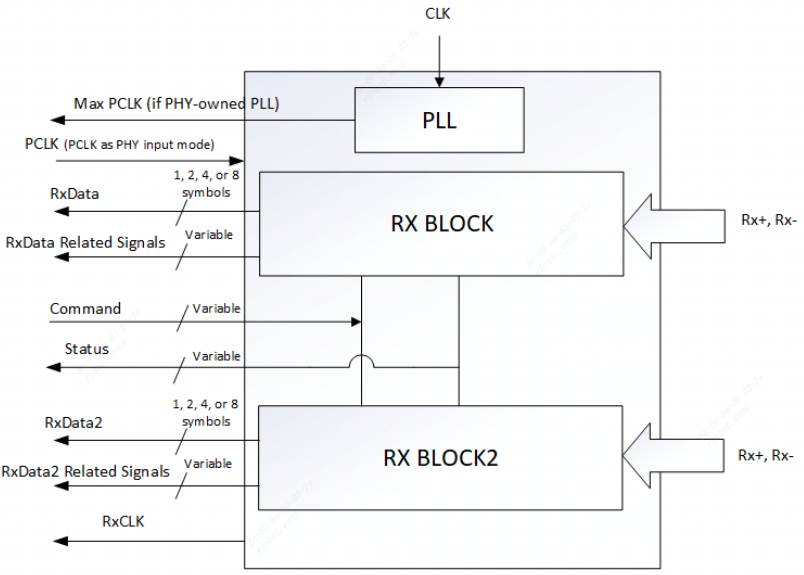 CLK
Max PCLK (if PHY-owned PLL)
PLL
PCLK (PCLK as PHY input mode)
1, 2, 4, or 8
symbols
RxData
RX BLOCK
Rx+, Rx-
Variable
RxData Related Signals
Command
Variable
Status
Variable
1, 2, 4, or 8
symbols
RxData2
RX BLOCK2
Rx+, Rx-
Variable
RxData2 Related Signals
RxCLK